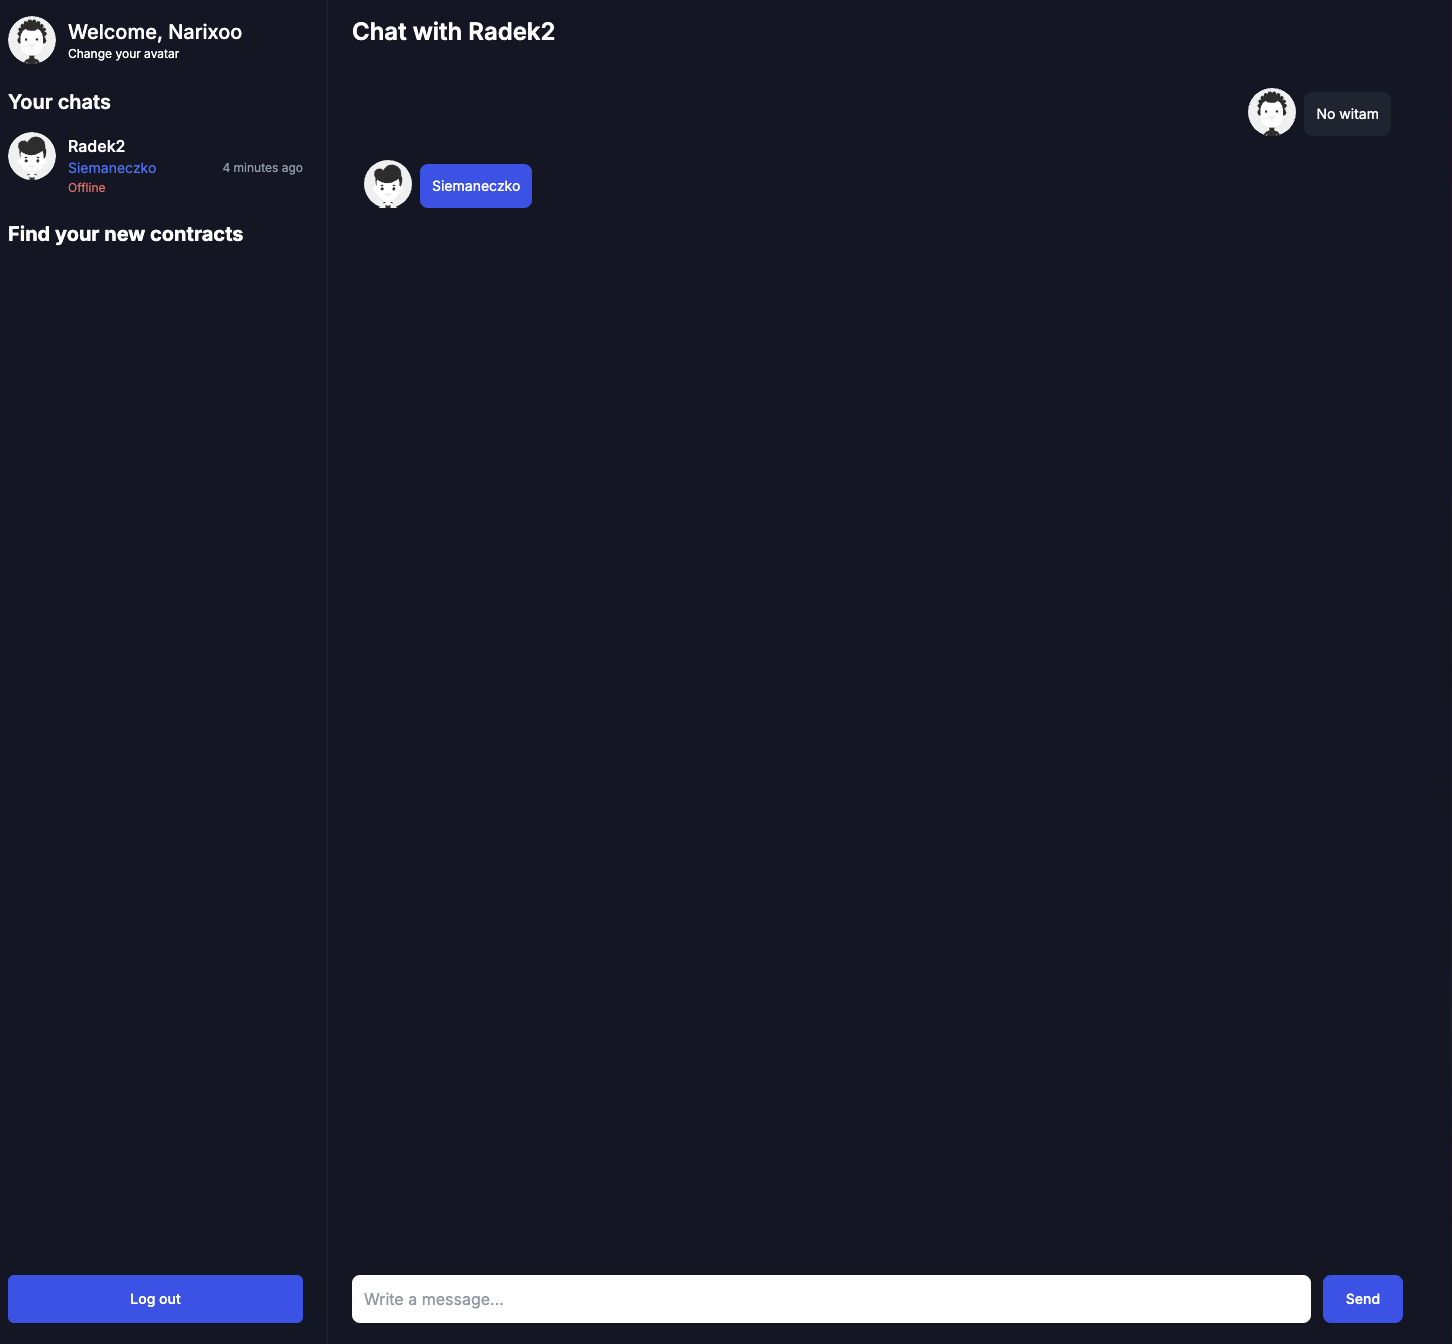 Welcome, Narixoo
Change your avatar
Your chats
Radek2
Siemaneczko
4 minutes ago
Offline
Find your new contracts
Log out
Chat with Radek2
No witam
Siemaneczko
Write a message...
Send